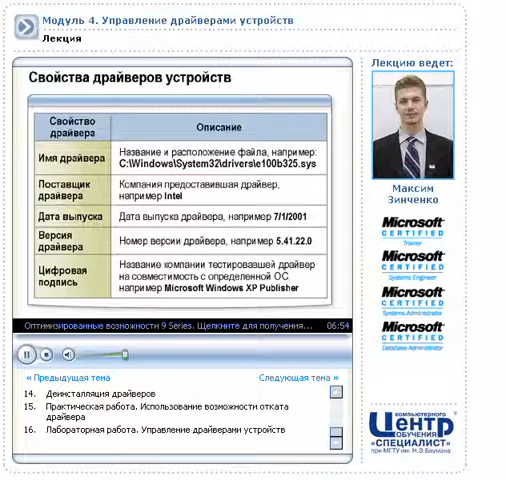 Модуль 4. Управление драйверами устройств
Лекция
Свойства драйверов устройств
Свойство драйвера
Описание
Имя драйвера
Название и расположение файла, например:
C:\Windows\System32\drivers\e100b325.sys
Поставщик драйвера
Компания предоставившая драйвер,
например Intel
Дата выпуска
Дата выпуска драйвера, например 7/1/2001
Версия драйвера
Номер версии драйвера, например 5.41.22.0
Цифровая подпись
Название компании тестировавшей драйвер
на совместимость с определенной ОС,
например Microsoft Windows XP Publisher
Оптимизированные возможности 9 Series. Щелкните для получения... 06:54
« Предыдущая тема
Следующая тема »
14. Деинсталляция драйверов
15. Практическая работа. Использование возможности отката
драйвера
16. Лабораторная работа. Управление драйверами устройств
Лекцию ведет:
Максим
Зинченко
Microsoft
CERTIFIED
Trainer
Microsoft
CERTIFIED
Systems Engineer
Microsoft
CERTIFIED
Systems Administrator
Microsoft
CERTIFIED
Database Administrator
Центр
компьютерного
ОБУЧЕНИЯ
«СПЕЦИАЛИСТ»
при МГТУ им. Н.Э.Баумана